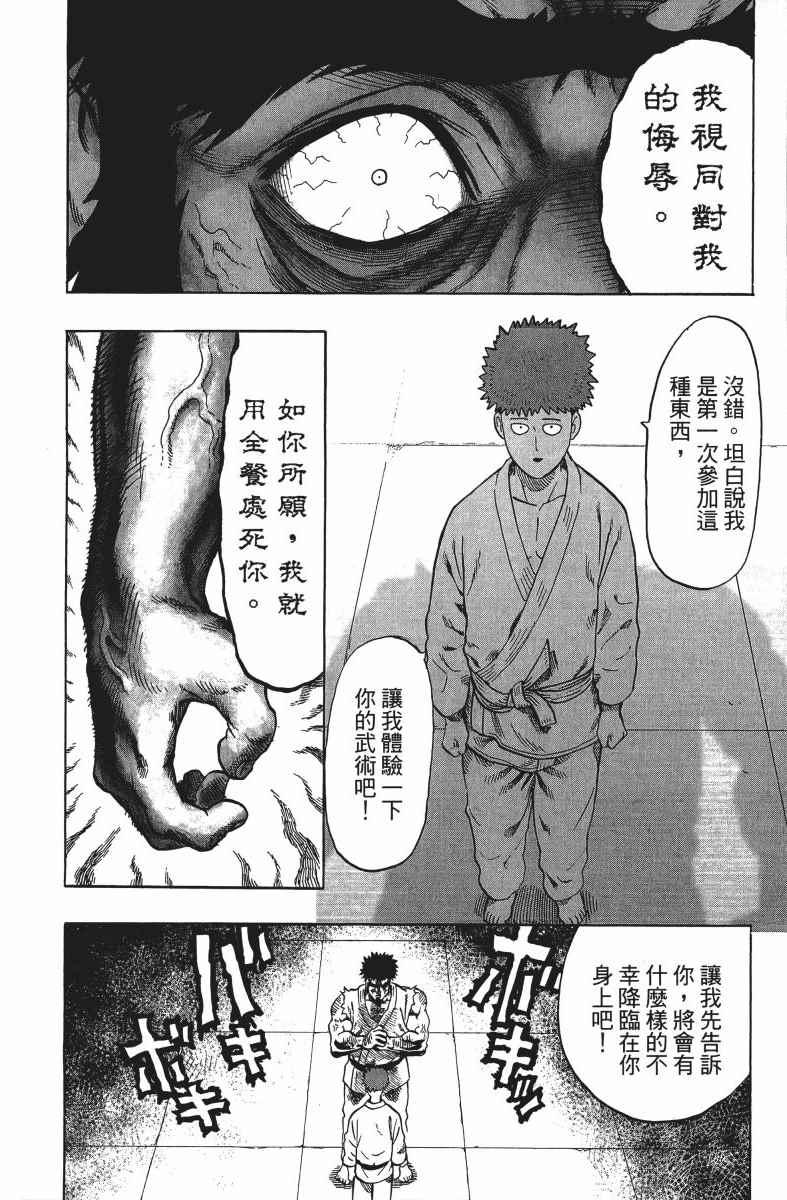 我視同對我
的侮辱。
沒錯。坦白說我
是第一次參加這
種東西，
讓我體驗一下
你的武術吧！
如你所願，我就
用全餐處死你。
讓我先告訴
你，將會有
什麼樣的不
幸降臨在你
身上吧！
ボギッ
バキ
ボキ